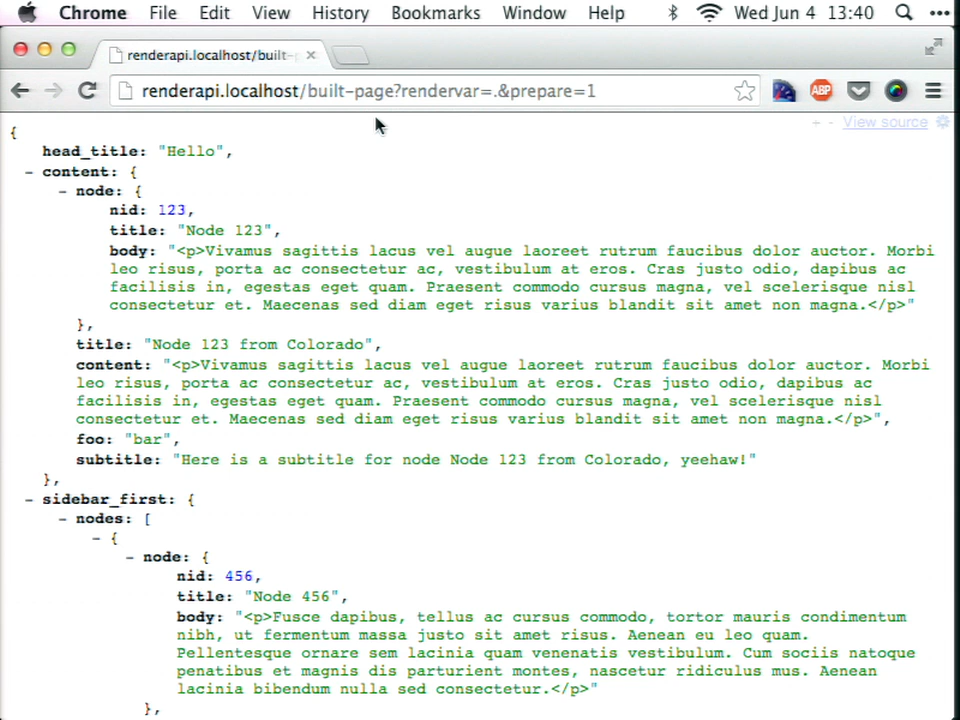 Chrome File Edit View History Bookmarks Window Help Wed Jun 4 13:40
renderapi.localhost/built-
renderapi.localhost/built-page?rendervar=.&prepare=1
ABP
+ - View source
{
head_title: "Hello",
- content: {
- node: {
nid: 123,
title: "Node 123",
body: "<p>Vivamus sagittis lacus vel augue laoreet rutrum faucibus dolor auctor. Morbi
leo risus, porta ac consectetur ac, vestibulum at eros. Cras justo odio, dapibus ac
facilisis in, egestas eget quam. Praesent commodo cursus magna, vel scelerisque nisl
consectetur et. Maecenas sed diam eget risus varius blandit sit amet non magna.</p>"
},
title: "Node 123 from Colorado",
content: "<p>Vivamus sagittis lacus vel augue laoreet rutrum faucibus dolor auctor. Morbi
leo risus, porta ac consectetur ac, vestibulum at eros. Cras justo odio, dapibus ac
facilisis in, egestas eget quam. Praesent commodo cursus magna, vel scelerisque nisl
consectetur et. Maecenas sed diam eget risus varius blandit sit amet non magna.</p>",
foo: "bar",
subtitle: "Here is a subtitle for node Node 123 from Colorado, yeehaw!"
},
- sidebar_first: {
- nodes: [
- {
- node: {
nid: 456,
title: "Node 456",
body: "<p>Fusce dapibus, tellus ac cursus commodo, tortor mauris condimentum
nibh, ut fermentum massa justo sit amet risus. Aenean eu leo quam.
Pellentesque ornare sem lacinia quam venenatis vestibulum. Cum sociis natoque
penatibus et magnis dis parturient montes, nascetur ridiculus mus. Aenean
lacinia bibendum nulla sed consectetur.</p>"
},